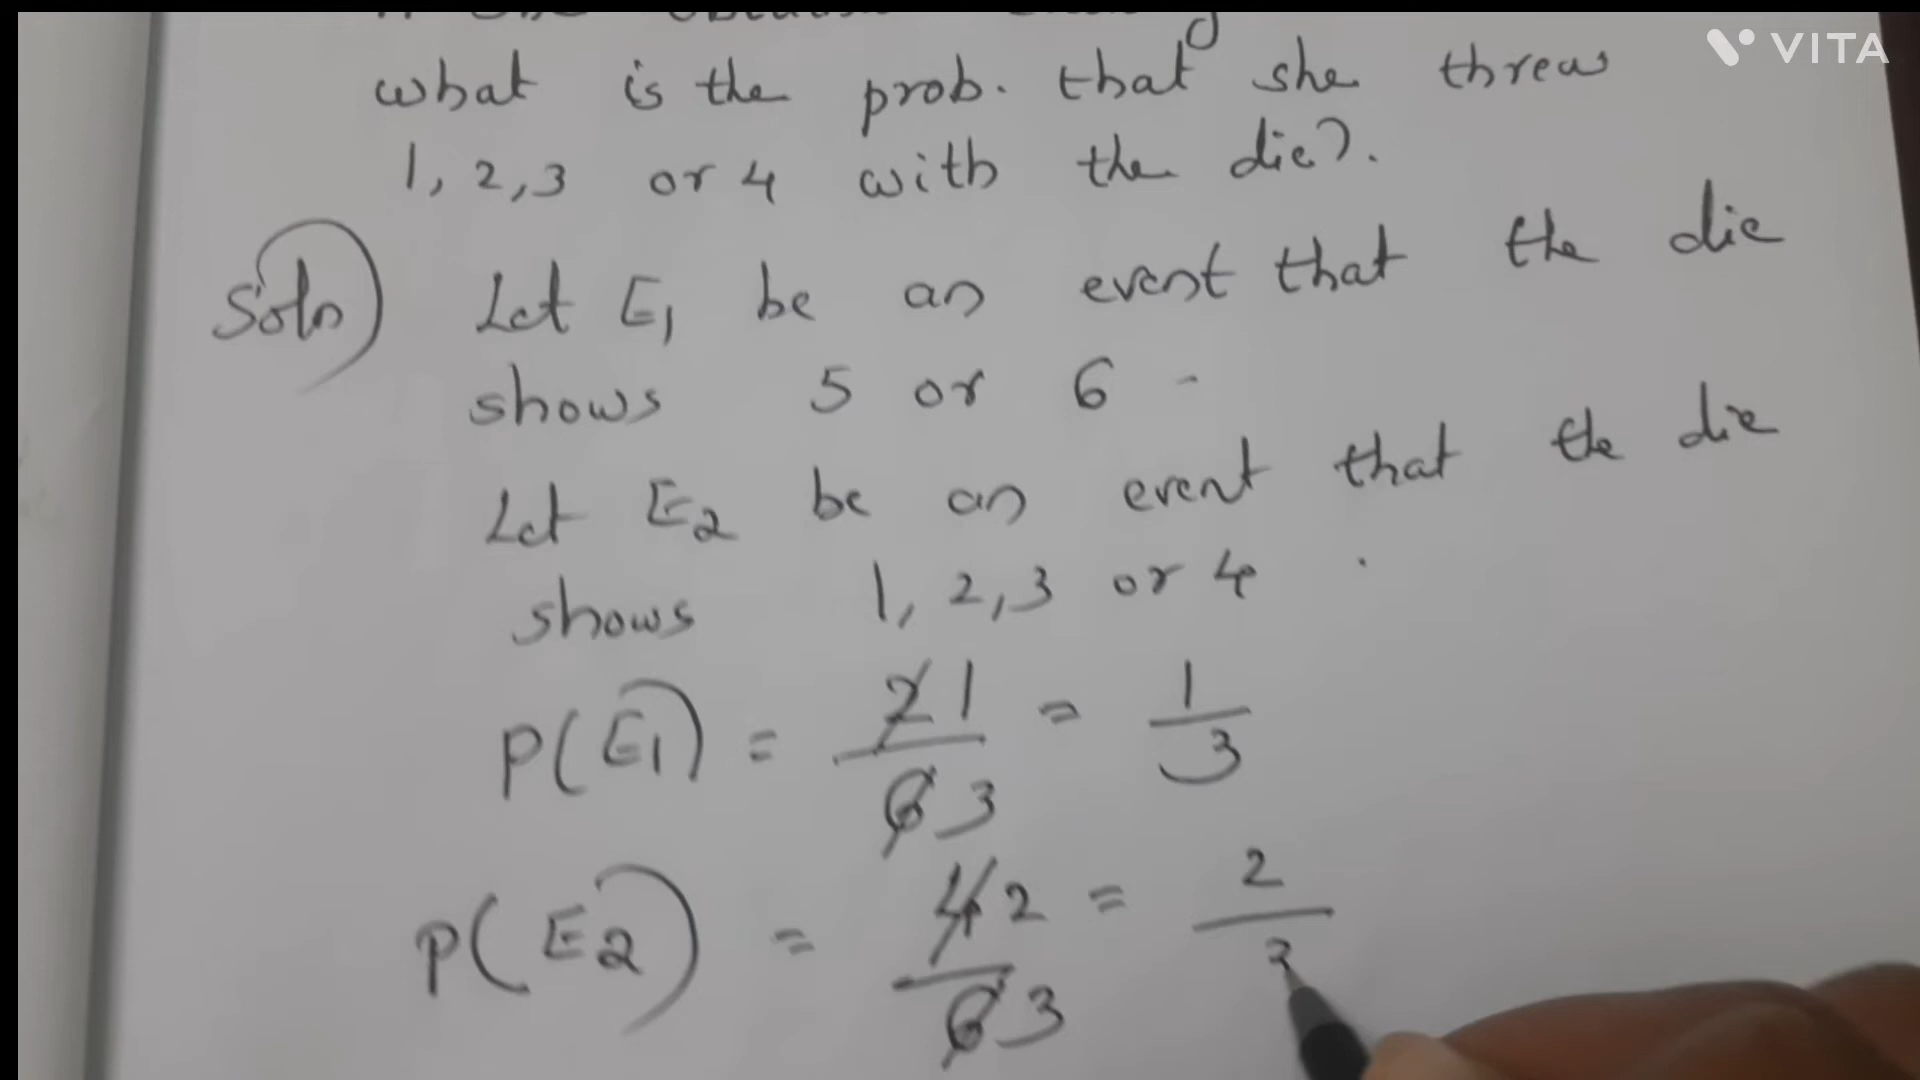 VITA
what is the prob. that she threw
1, 2, 3 or 4 with the die?.
Soln) Let E1 be an event that the die
shows 5 or 6 -
Let E2 be an event that the die
shows 1, 2, 3 or 4 .
P(E1) = 2 1 / 6 3 = 1 / 3
P(E2) = 4 2 / 6 3 = 2 / 3